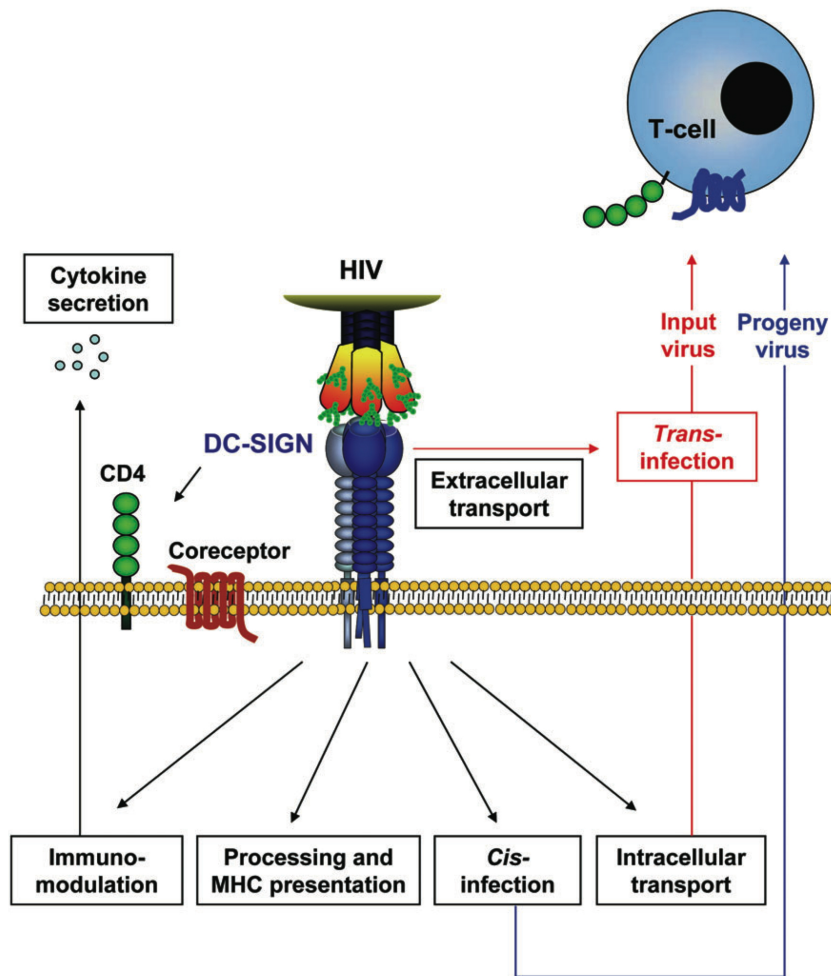 T-cell
Cytokine
secretion
HIV
Input
virus
Progeny
virus
DC-SIGN
Trans-
infection
CD4
Extracellular
transport
Coreceptor
Immuno-
modulation
Processing and
MHC presentation
Cis-
infection
Intracellular
transport